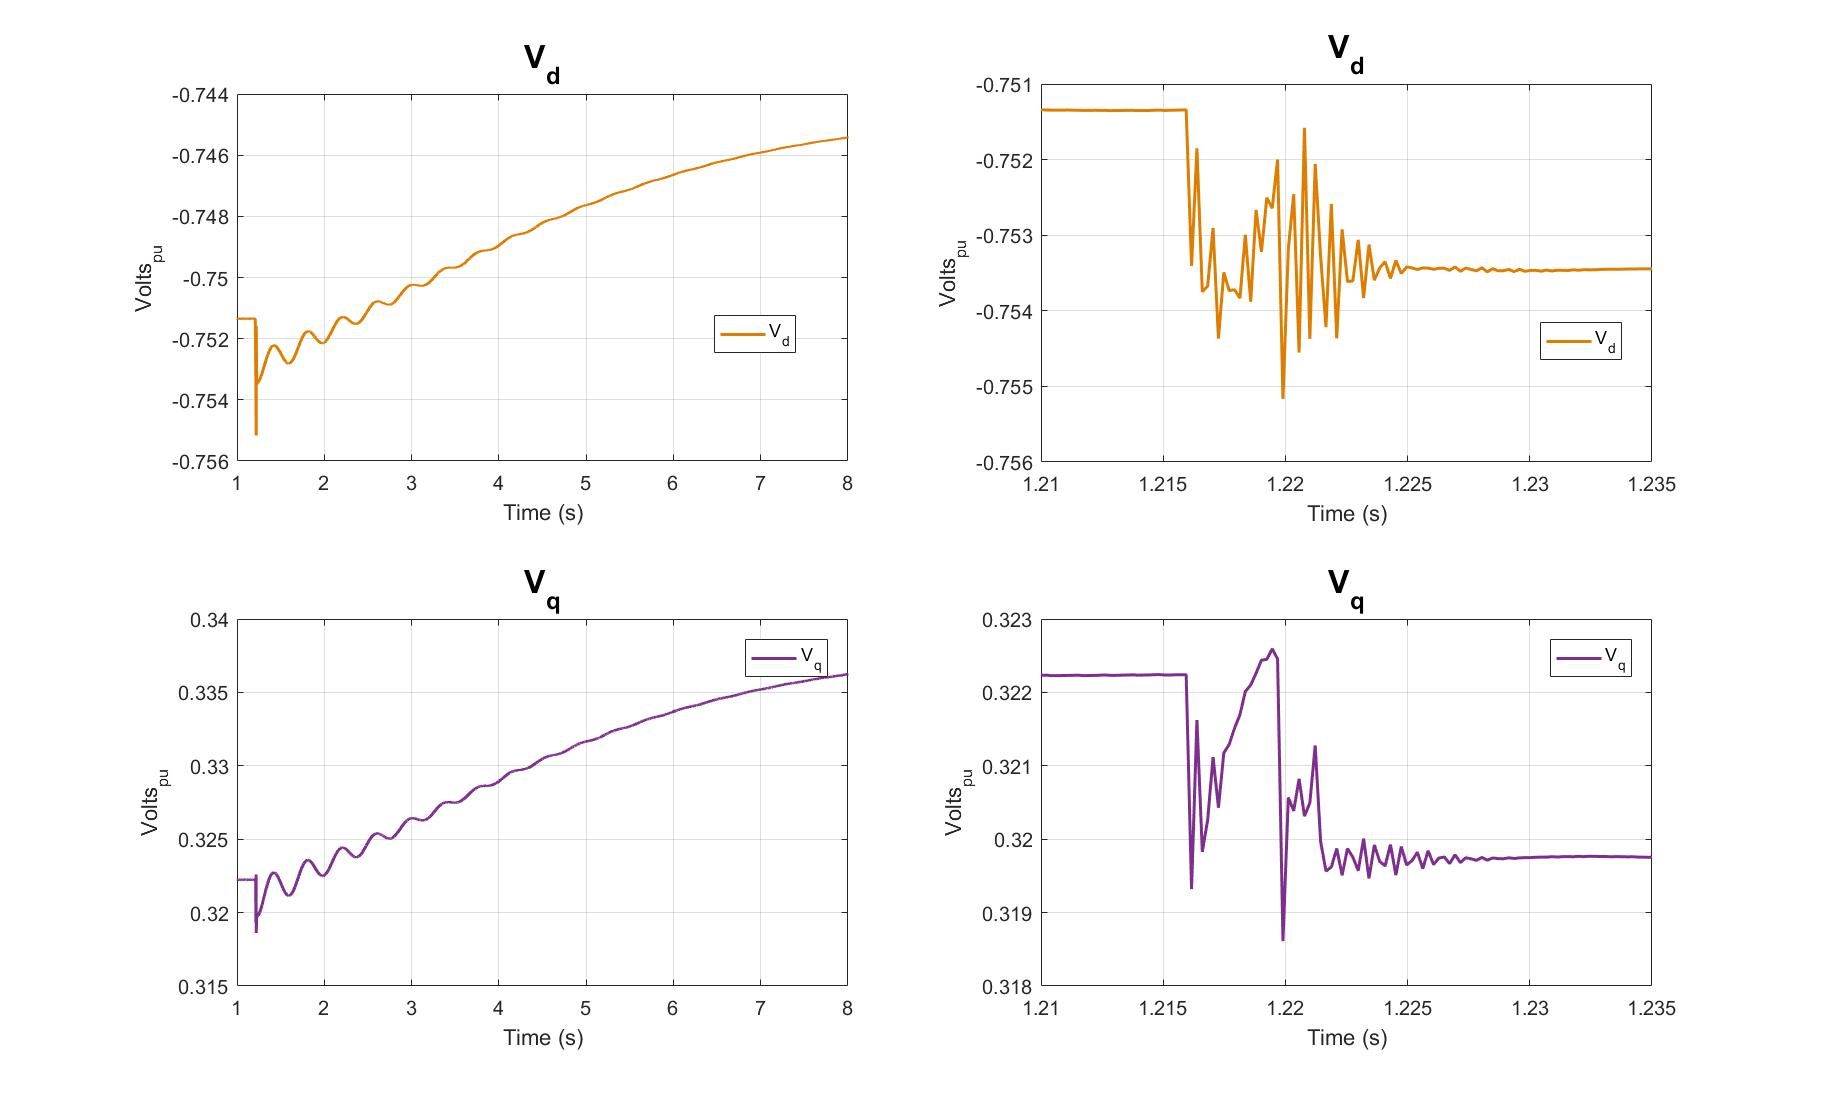 V_d
-0.744
-0.746
-0.748
-0.75
-0.752
-0.754
-0.756
Volts_pu
V_d
1 2 3 4 5 6 7 8
Time (s)
V_d
-0.751
-0.752
-0.753
-0.754
-0.755
-0.756
Volts_pu
V_d
1.21 1.215 1.22 1.225 1.23 1.235
Time (s)
V_q
0.34
0.335
0.33
0.325
0.32
0.315
Volts_pu
V_q
1 2 3 4 5 6 7 8
Time (s)
V_q
0.323
0.322
0.321
0.32
0.319
0.318
Volts_pu
V_q
1.21 1.215 1.22 1.225 1.23 1.235
Time (s)